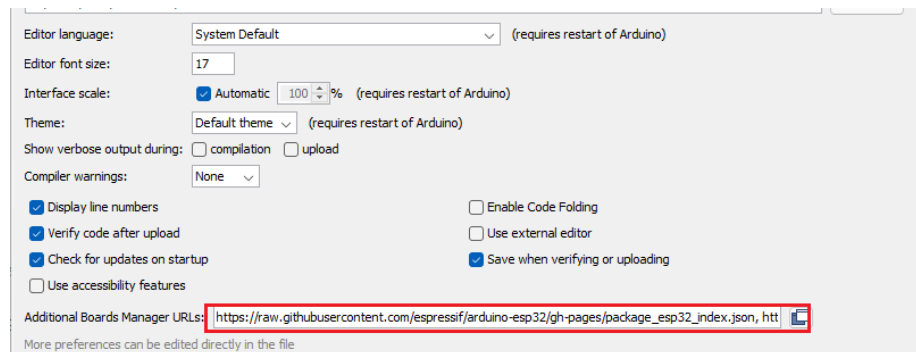 Editor language: System Default (requires restart of Arduino)
Editor font size: 17
Interface scale: Automatic 100 % (requires restart of Arduino)
Theme: Default theme (requires restart of Arduino)
Show verbose output during: compilation upload
Compiler warnings: None
Display line numbers Enable Code Folding
Verify code after upload Use external editor
Check for updates on startup Save when verifying or uploading
Use accessibility features
Additional Boards Manager URLs: https://raw.githubusercontent.com/espressif/arduino-esp32/gh-pages/package_esp32_index.json, htt
More preferences can be edited directly in the file